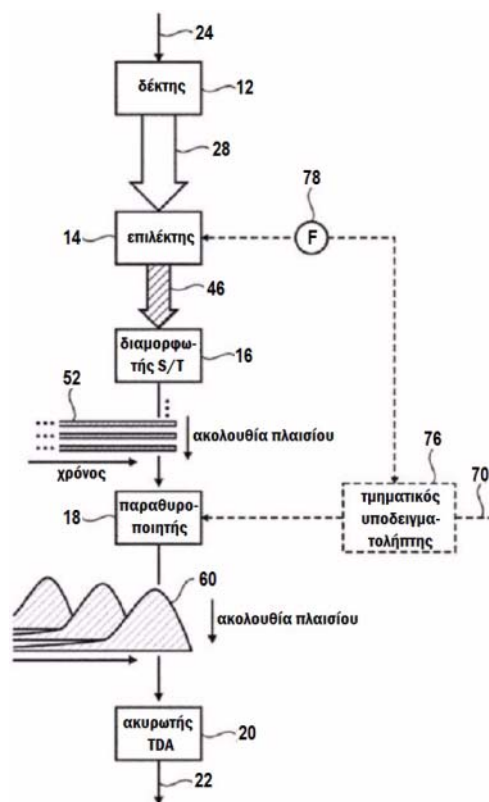 24
δέκτης
12
28
78
14
επιλέκτης
F
46
διαμορφω-
τής S/T
16
52
ακολουθία πλαισίου
χρόνος
76
18
παραθυρο-
ποιητής
τμηματικός
υποδειγμα-
τολήπτης
70
60
ακολουθία πλαισίου
ακυρωτής
TDA
20
22